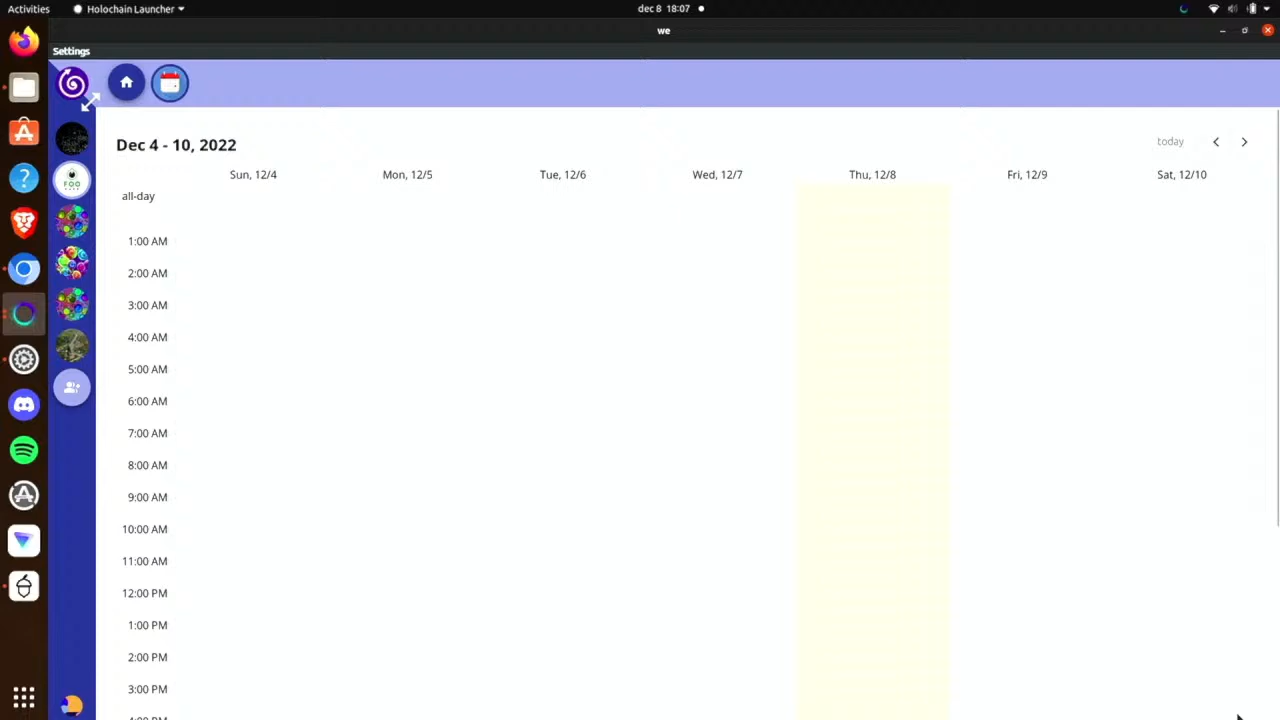 Activities
Holochain Launcher
dec 8 18:07
we
Settings
FOO
Dec 4 - 10, 2022
today
Sun, 12/4
Mon, 12/5
Tue, 12/6
Wed, 12/7
Thu, 12/8
Fri, 12/9
Sat, 12/10
all-day
1:00 AM
2:00 AM
3:00 AM
4:00 AM
5:00 AM
6:00 AM
7:00 AM
8:00 AM
9:00 AM
10:00 AM
11:00 AM
12:00 PM
1:00 PM
2:00 PM
3:00 PM
4:00 PM